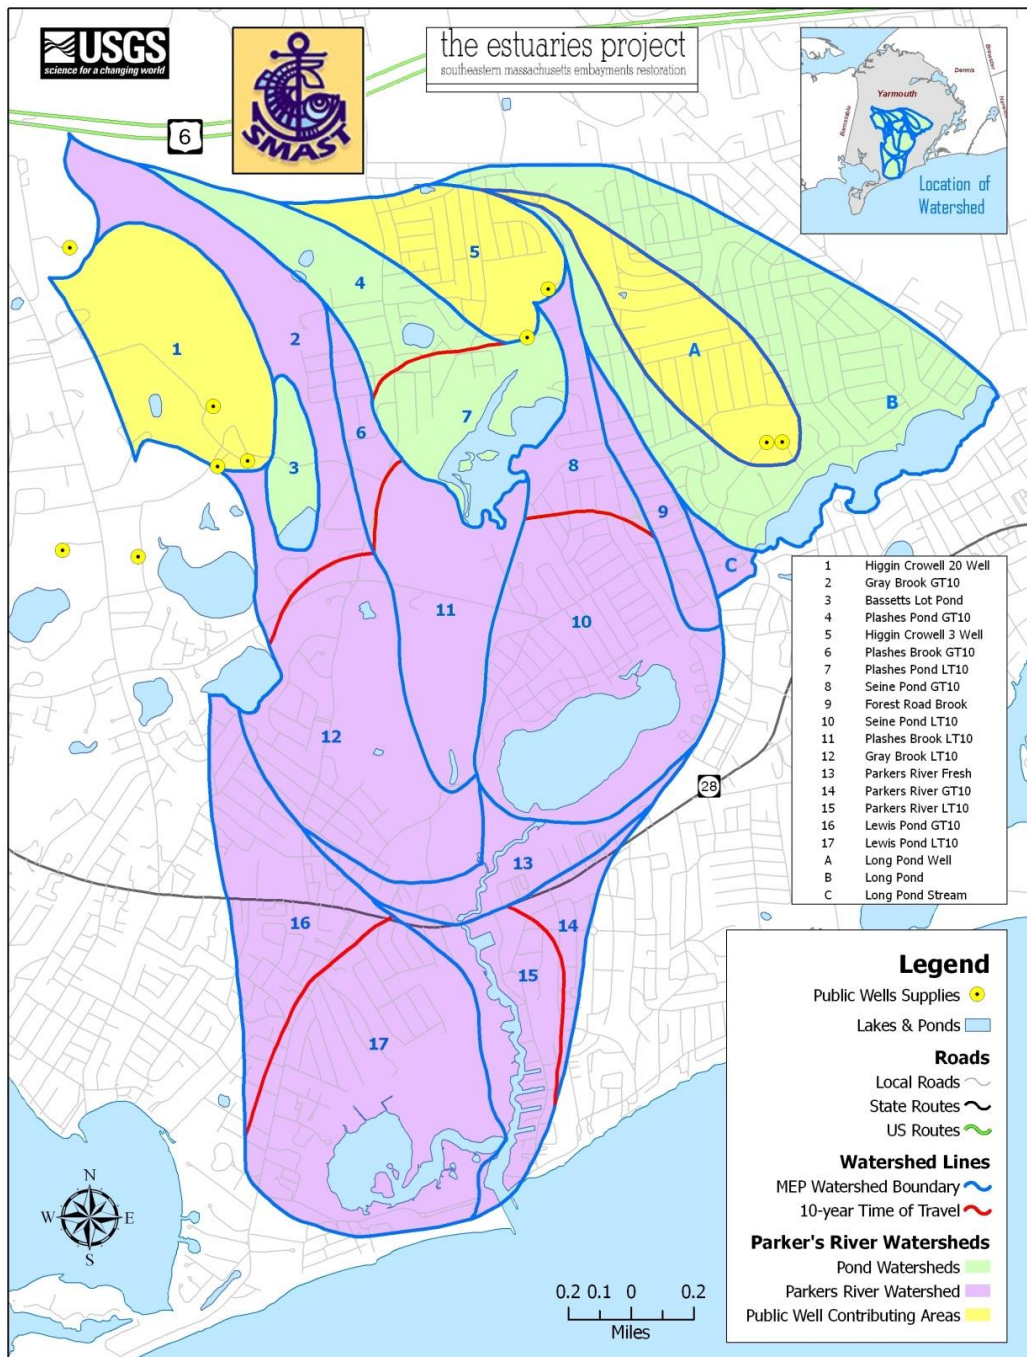 USGS
science for a changing world
SMAST
the estuaries project
southeastern massachusetts embayments restoration
6
Yarmouth
Dennis
Brewster
Barnstable
Location of
Watershed
5
4
2
1
A
B
7
6
3
8
9
C
11
10
12
28
13
16
14
15
17
1 Higgin Crowell 20 Well
2 Gray Brook GT10
3 Bassetts Lot Pond
4 Plashes Pond GT10
5 Higgin Crowell 3 Well
6 Plashes Brook GT10
7 Plashes Pond LT10
8 Seine Pond GT10
9 Forest Road Brook
10 Seine Pond LT10
11 Plashes Brook LT10
12 Gray Brook LT10
13 Parkers River Fresh
14 Parkers River GT10
15 Parkers River LT10
16 Lewis Pond GT10
17 Lewis Pond LT10
A Long Pond Well
B Long Pond
C Long Pond Stream
Legend
Public Wells Supplies
Lakes & Ponds
Roads
Local Roads
State Routes
US Routes
Watershed Lines
MEP Watershed Boundary
10-year Time of Travel
Parker's River Watersheds
Pond Watersheds
Parkers River Watershed
Public Well Contributing Areas
N
W E
S
0.2 0.1 0 0.2
Miles